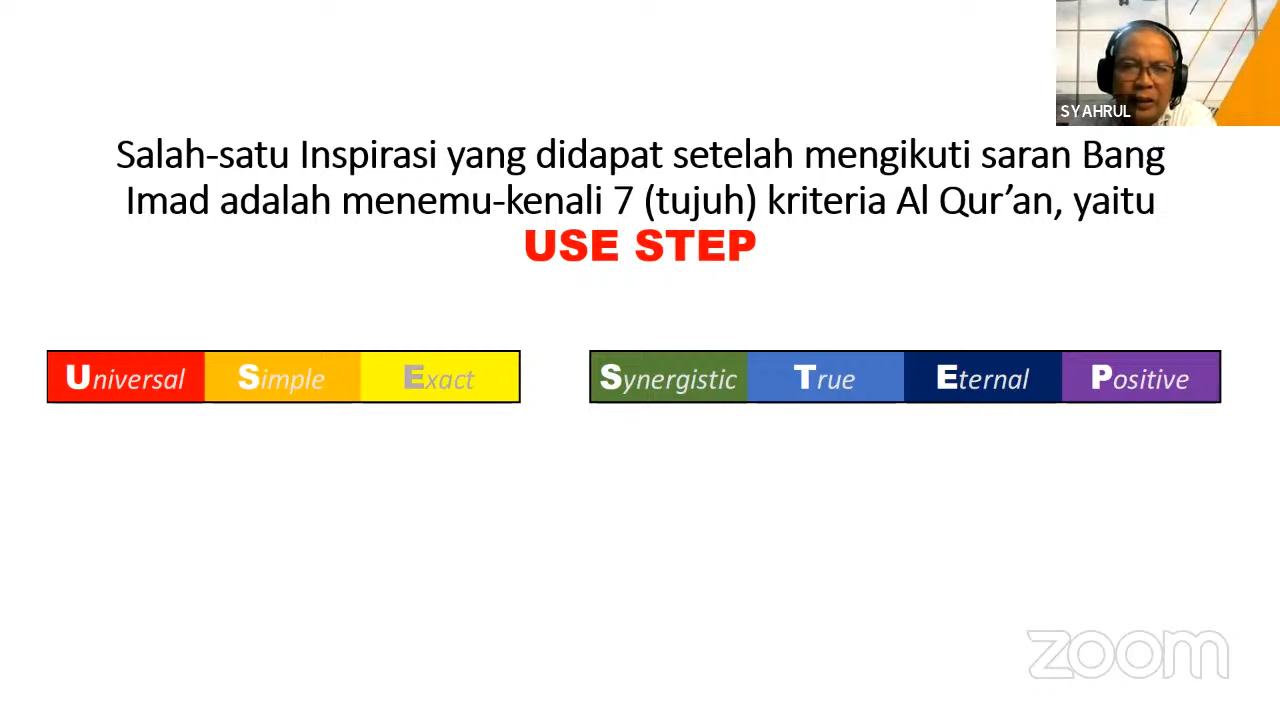 SYAHRUL
Salah-satu Inspirasi yang didapat setelah mengikuti saran Bang
Imad adalah menemu-kenali 7 (tujuh) kriteria Al Qur’an, yaitu
USE STEP
Universal Simple Exact Synergistic True Eternal Positive
zoom